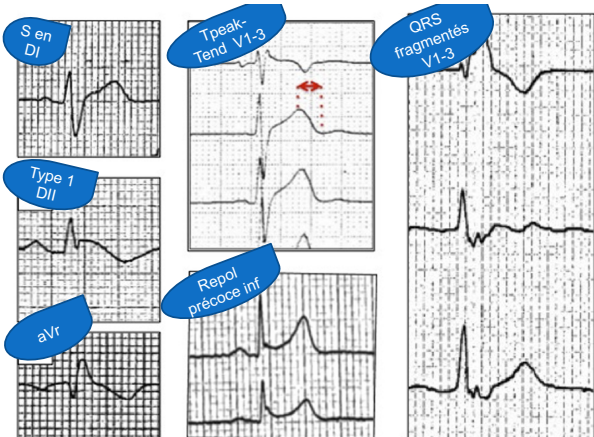 S en
DI
Type 1
DII
aVr
Tpeak-
Tend V1-3
Repol
précoce inf
QRS
fragmentés
V1-3